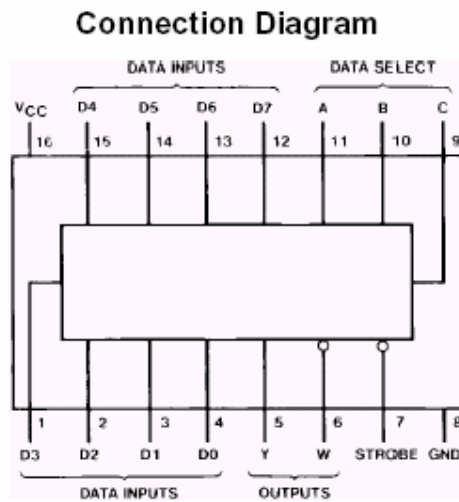 Connection Diagram
DATA INPUTS DATA SELECT
VCC D4 D5 D6 D7 A B C
16 15 14 13 12 11 10 9
1 2 3 4 5 6 7 8
D3 D2 D1 D0 Y W STROBE GND
DATA INPUTS OUTPUTS